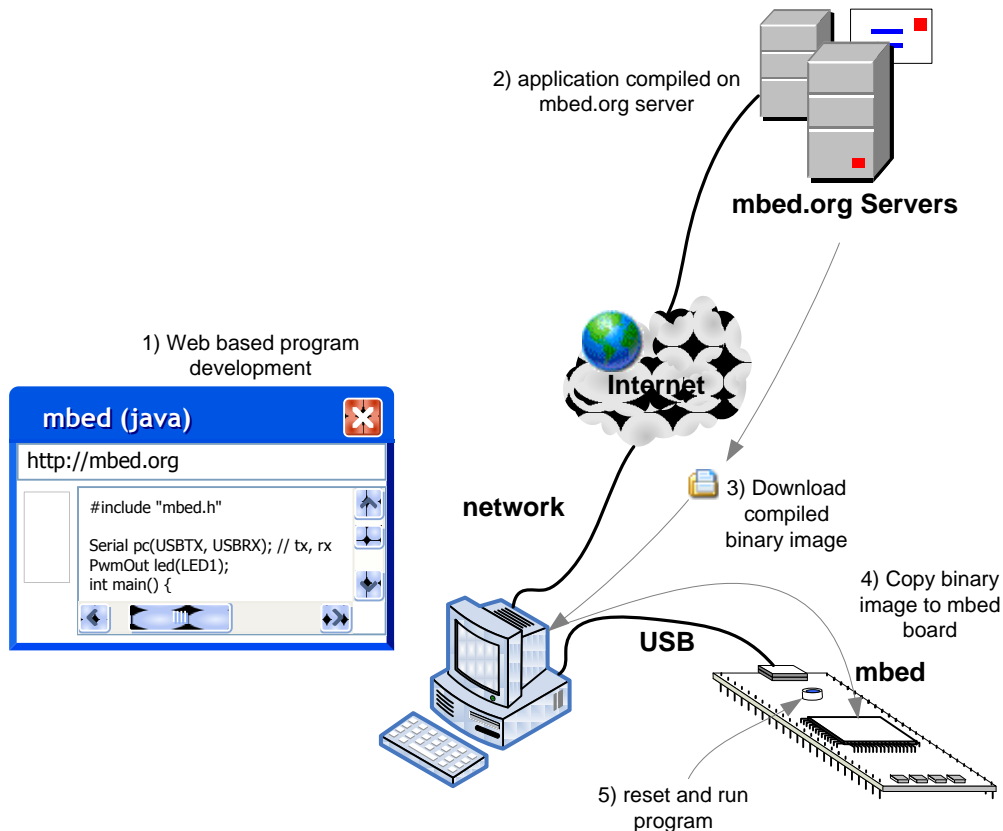 2) application compiled on
mbed.org server
mbed.org Servers
1) Web based program
development
mbed (java)
http://mbed.org
#include "mbed.h"
Serial pc(USBTX, USBRX); // tx, rx
PwmOut led(LED1);
int main() {
Internet
network
3) Download
compiled
binary image
4) Copy binary
image to mbed
board
USB
mbed
5) reset and run
program